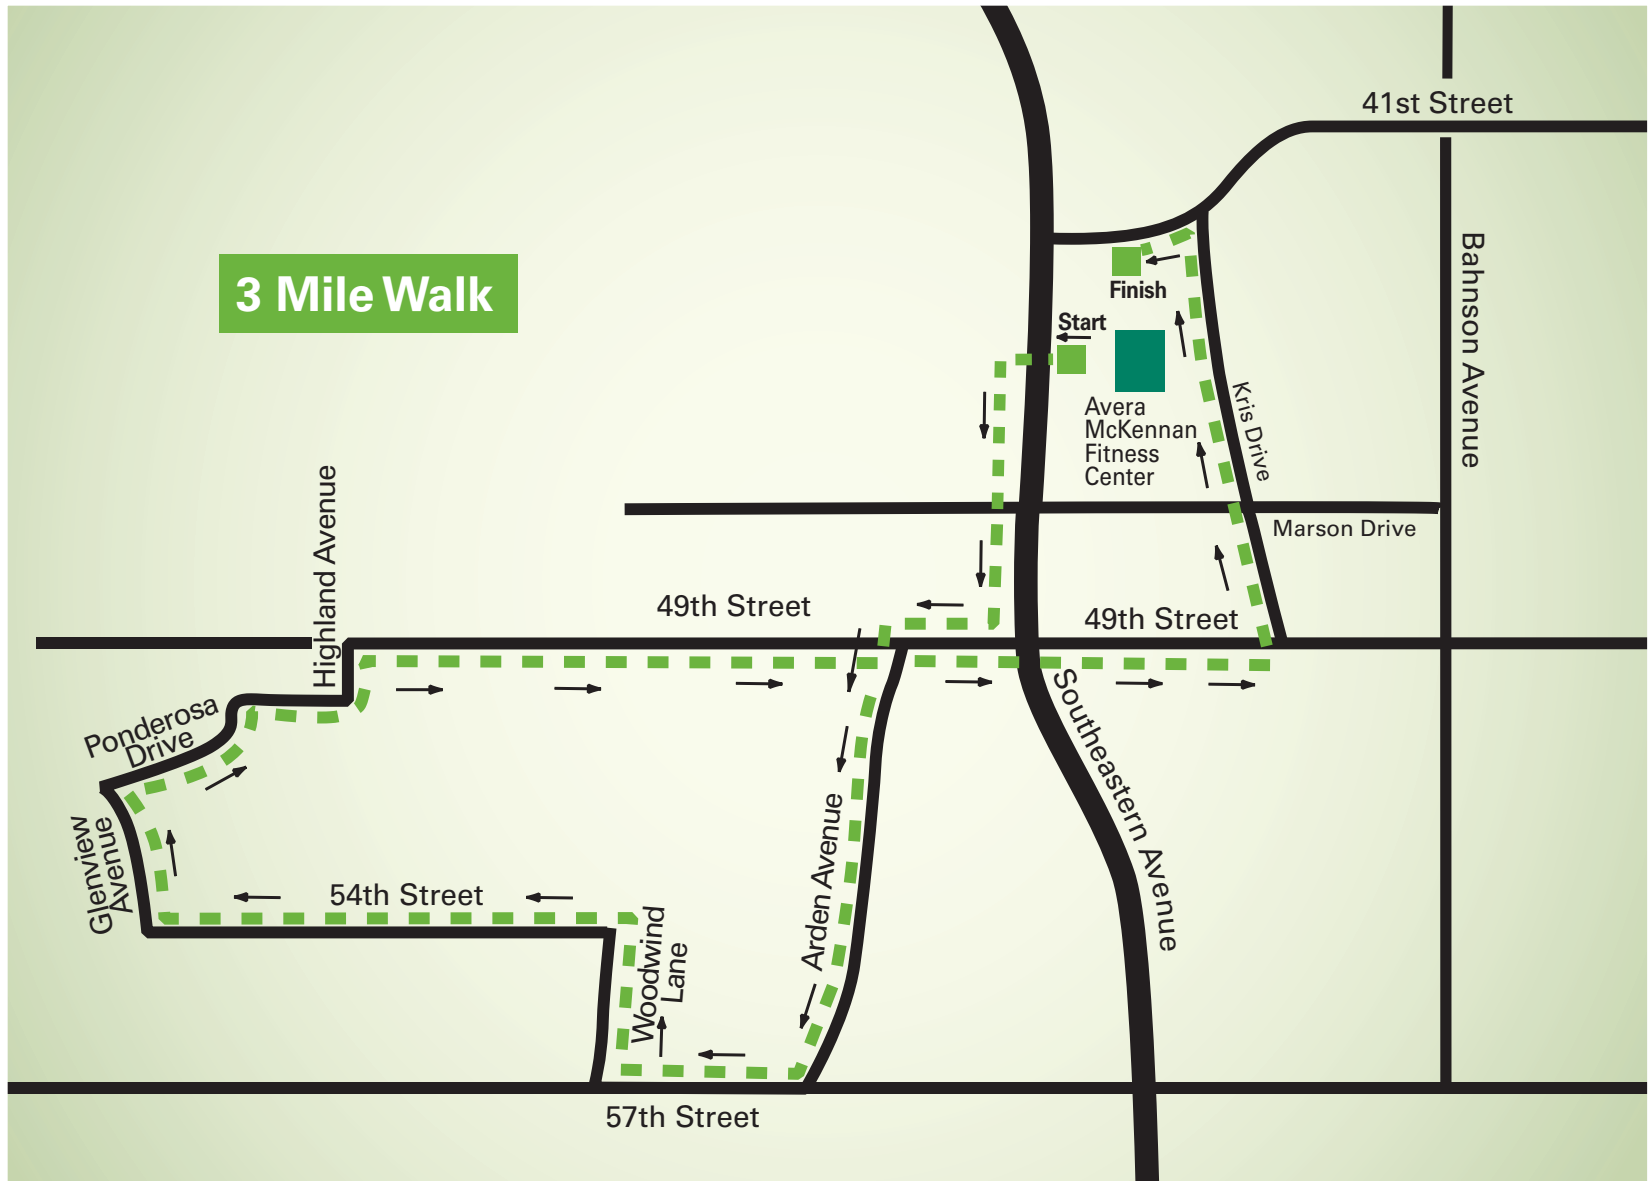 41st Street
Bahnson Avenue
3 Mile Walk
Finish
Start
Avera
McKennan
Fitness
Center
Kris Drive
Marson Drive
Highland Avenue
49th Street
49th Street
Ponderosa
Drive
Southeastern Avenue
Glenview
Avenue
Arden Avenue
54th Street
Woodwind
Lane
57th Street